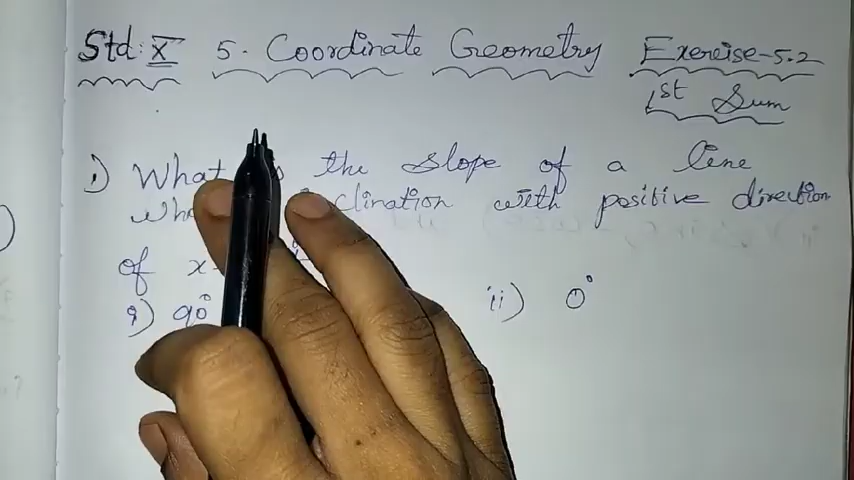 Std: X 5. Coordinate Geometry Exercise-5.2
1st Sum
1) What the slope of a line
clination with positive direction
of x-
i) 90° ii) 0°